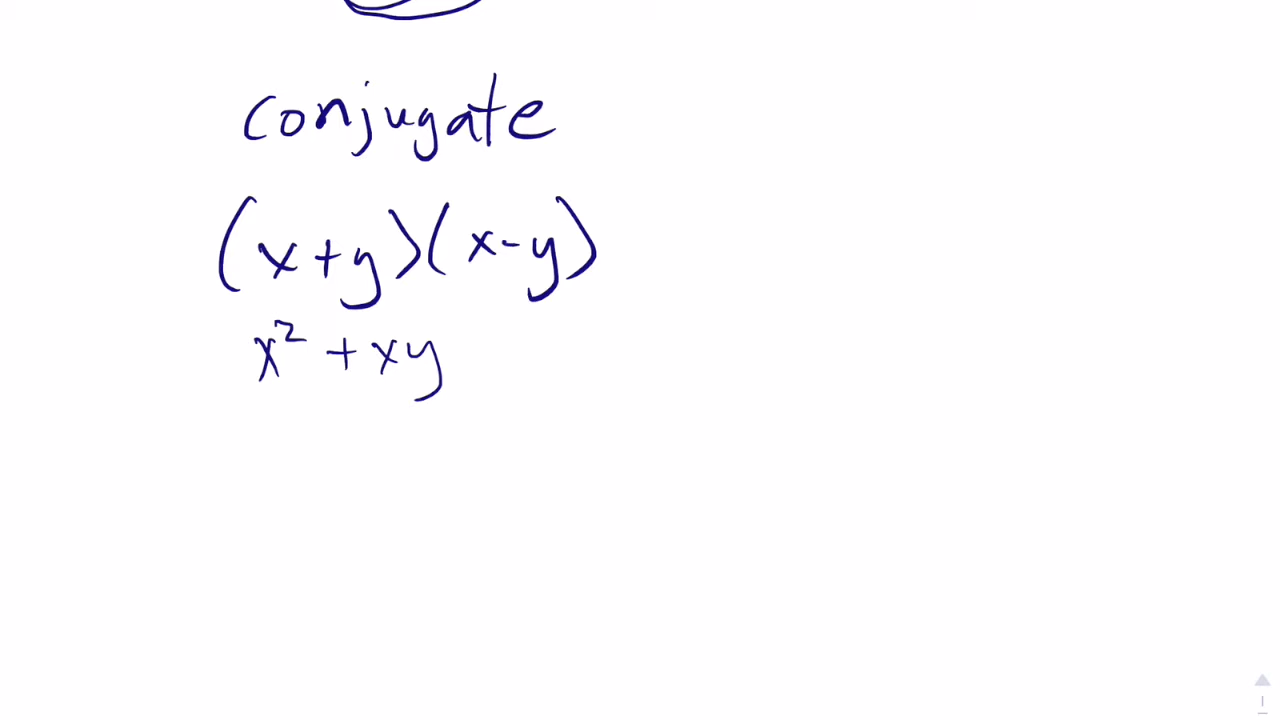 conjugate
(x+y)(x-y)
x² + xy